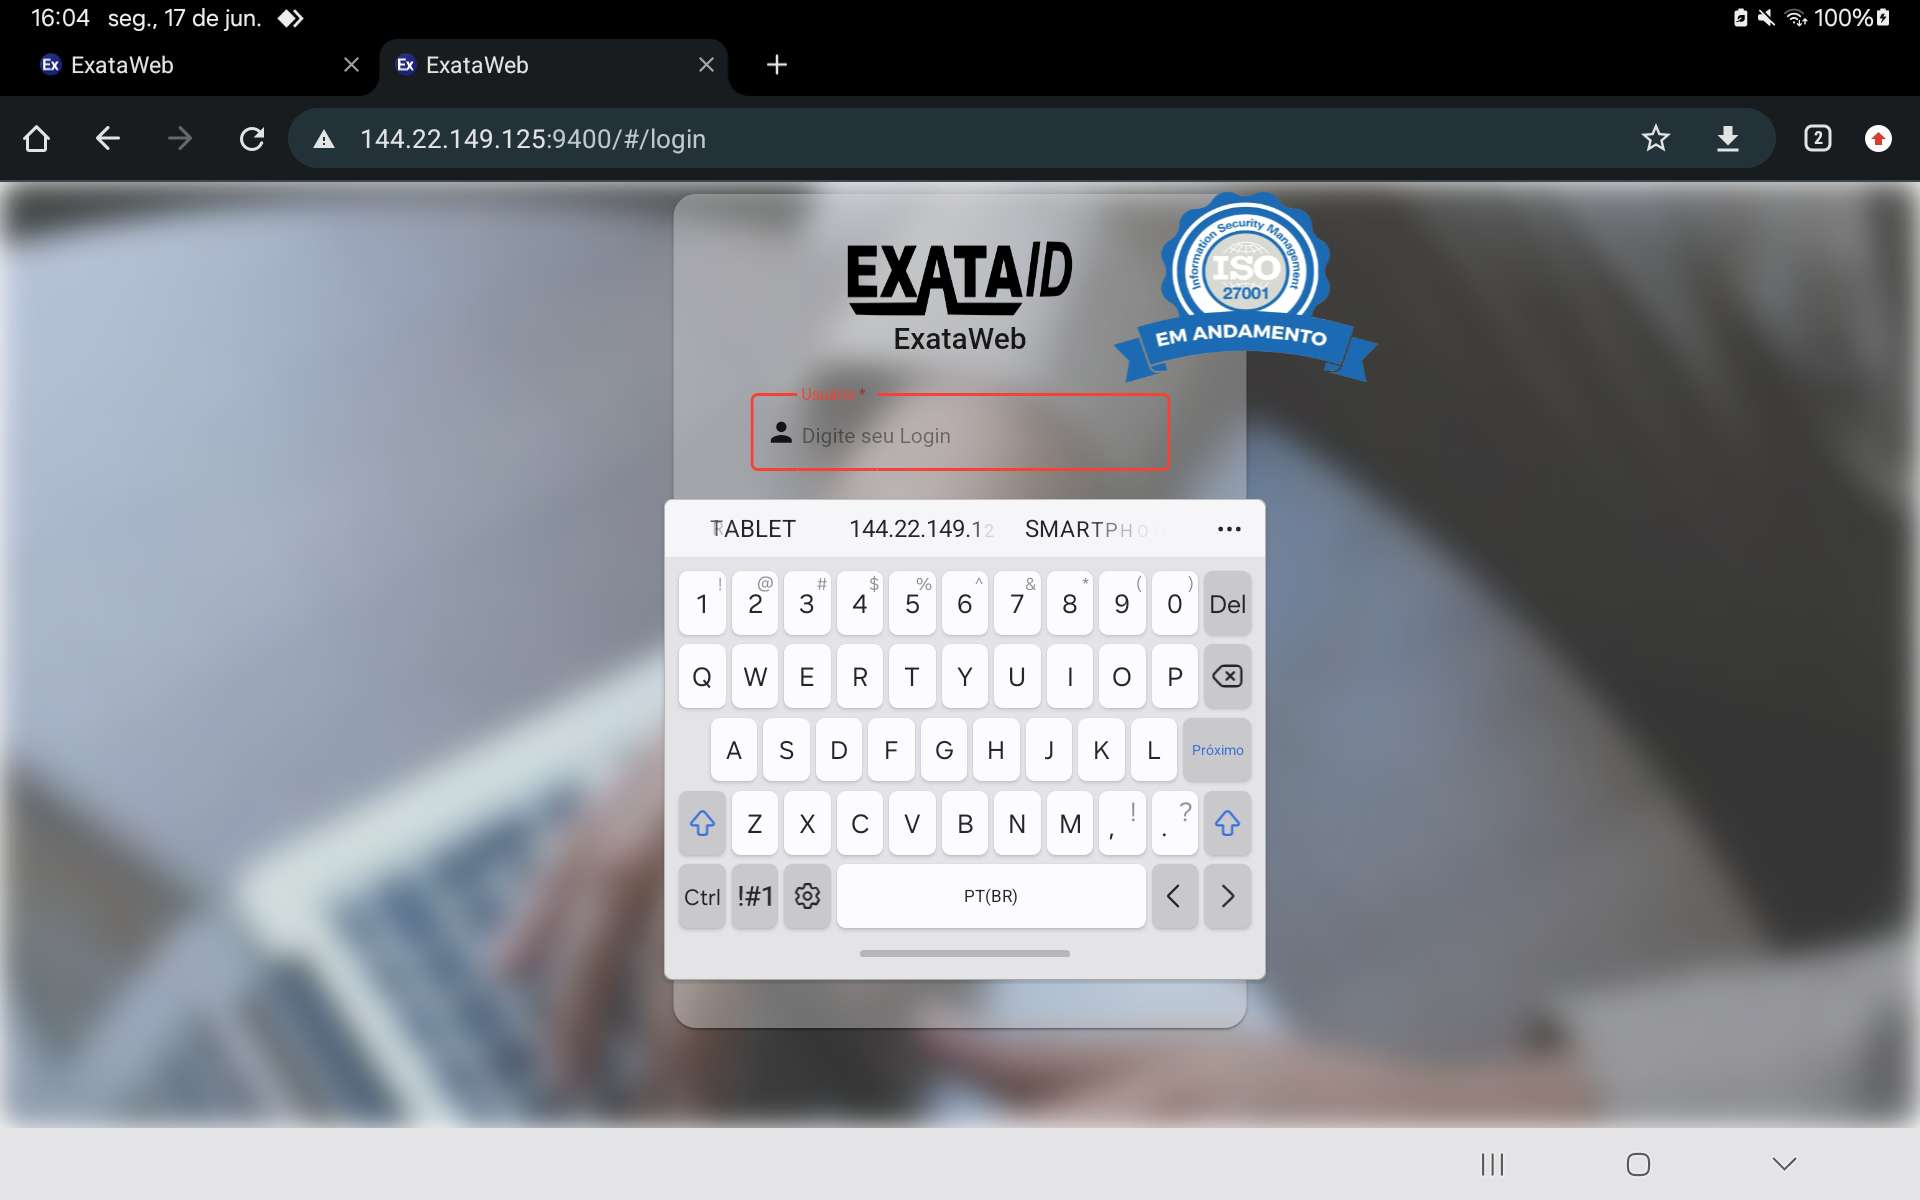 16:04 seg., 17 de jun. 100%
Ex ExataWeb Ex ExataWeb
144.22.149.125:9400/#/login 2
EXATAID
ExataWeb
Information Security Management
ISO
27001
EM ANDAMENTO
Usuário *
Digite seu Login
TABLET 144.22.149.12 SMARTPHO
! @ # $ % ^ & * ( )
1 2 3 4 5 6 7 8 9 0 Del
Q W E R T Y U I O P
A S D F G H J K L Próximo
Z X C V B N M , ! . ?
Ctrl !#1 PT(BR) < >